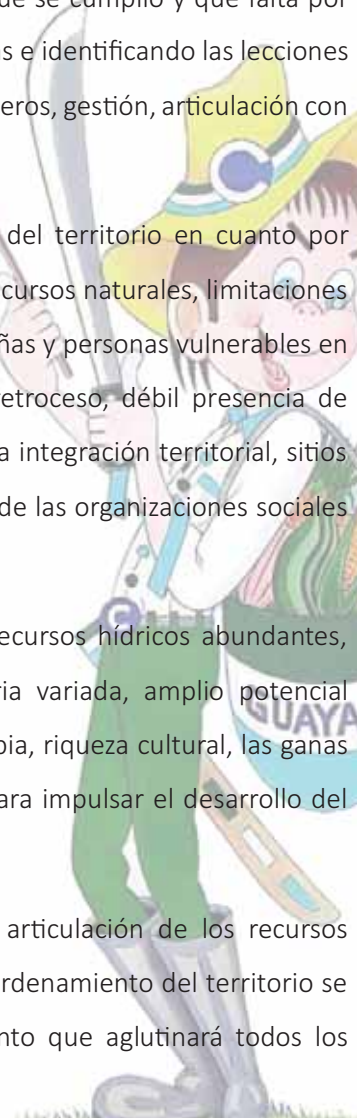 de se cumplió y que falta por
as e identificando las lecciones
eros, gestión, articulación con
del territorio en cuanto por
cursos naturales, limitaciones
ñas y personas vulnerables en
etroceso, débil presencia de
a integración territorial, sitios
de las organizaciones sociales
ecursos hídricos abundantes,
ria variada, amplio potencial
GUAYA
pia, riqueza cultural, las ganas
ara impulsar el desarrollo del
articulación de los recursos
ordenamiento del territorio se
nto que aglutinará todos los